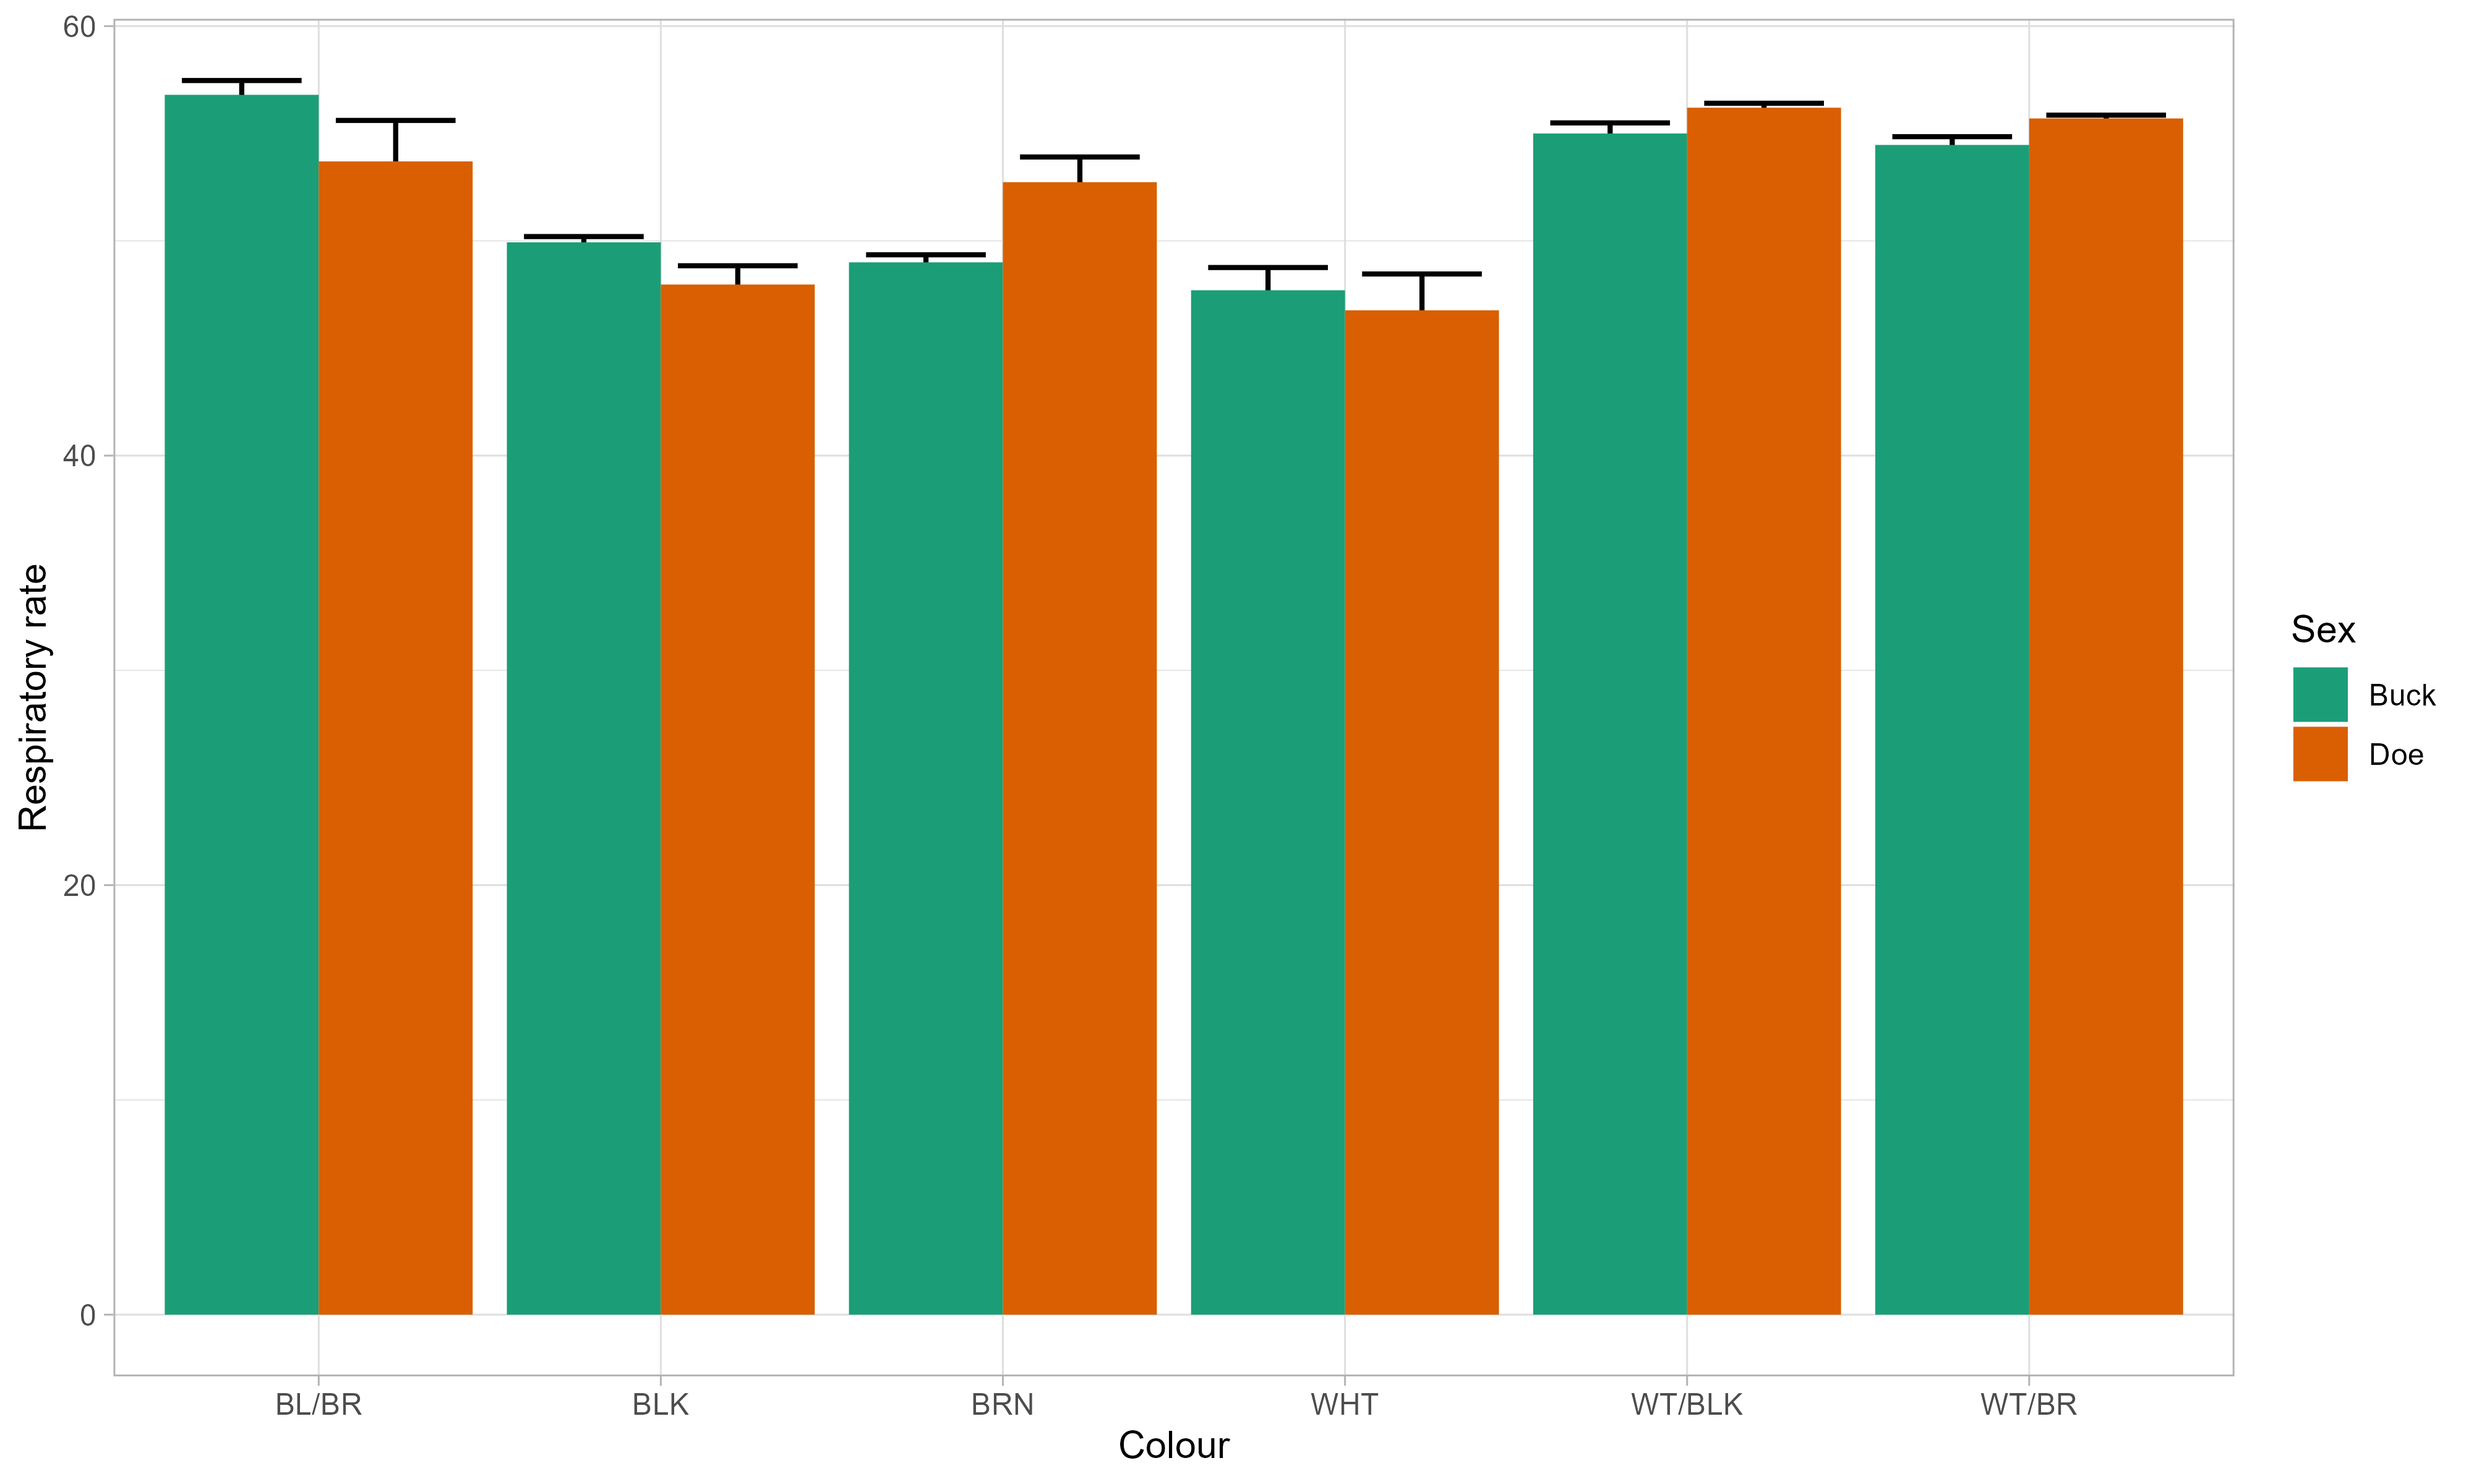 60
40
20
0
Respiratory rate
BL/BR
BLK
BRN
WHT
WT/BLK
WT/BR
Colour
Sex
Buck
Doe